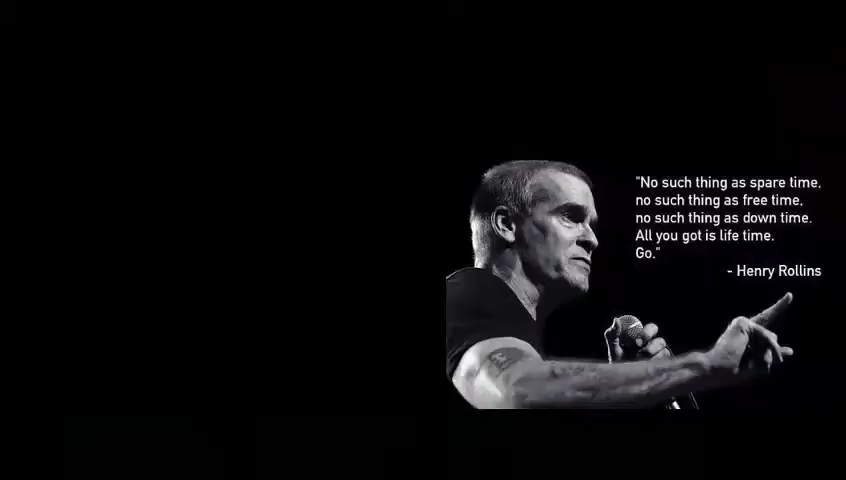 "No such thing as spare time,
no such thing as free time,
no such thing as down time.
All you got is life time.
Go."
- Henry Rollins